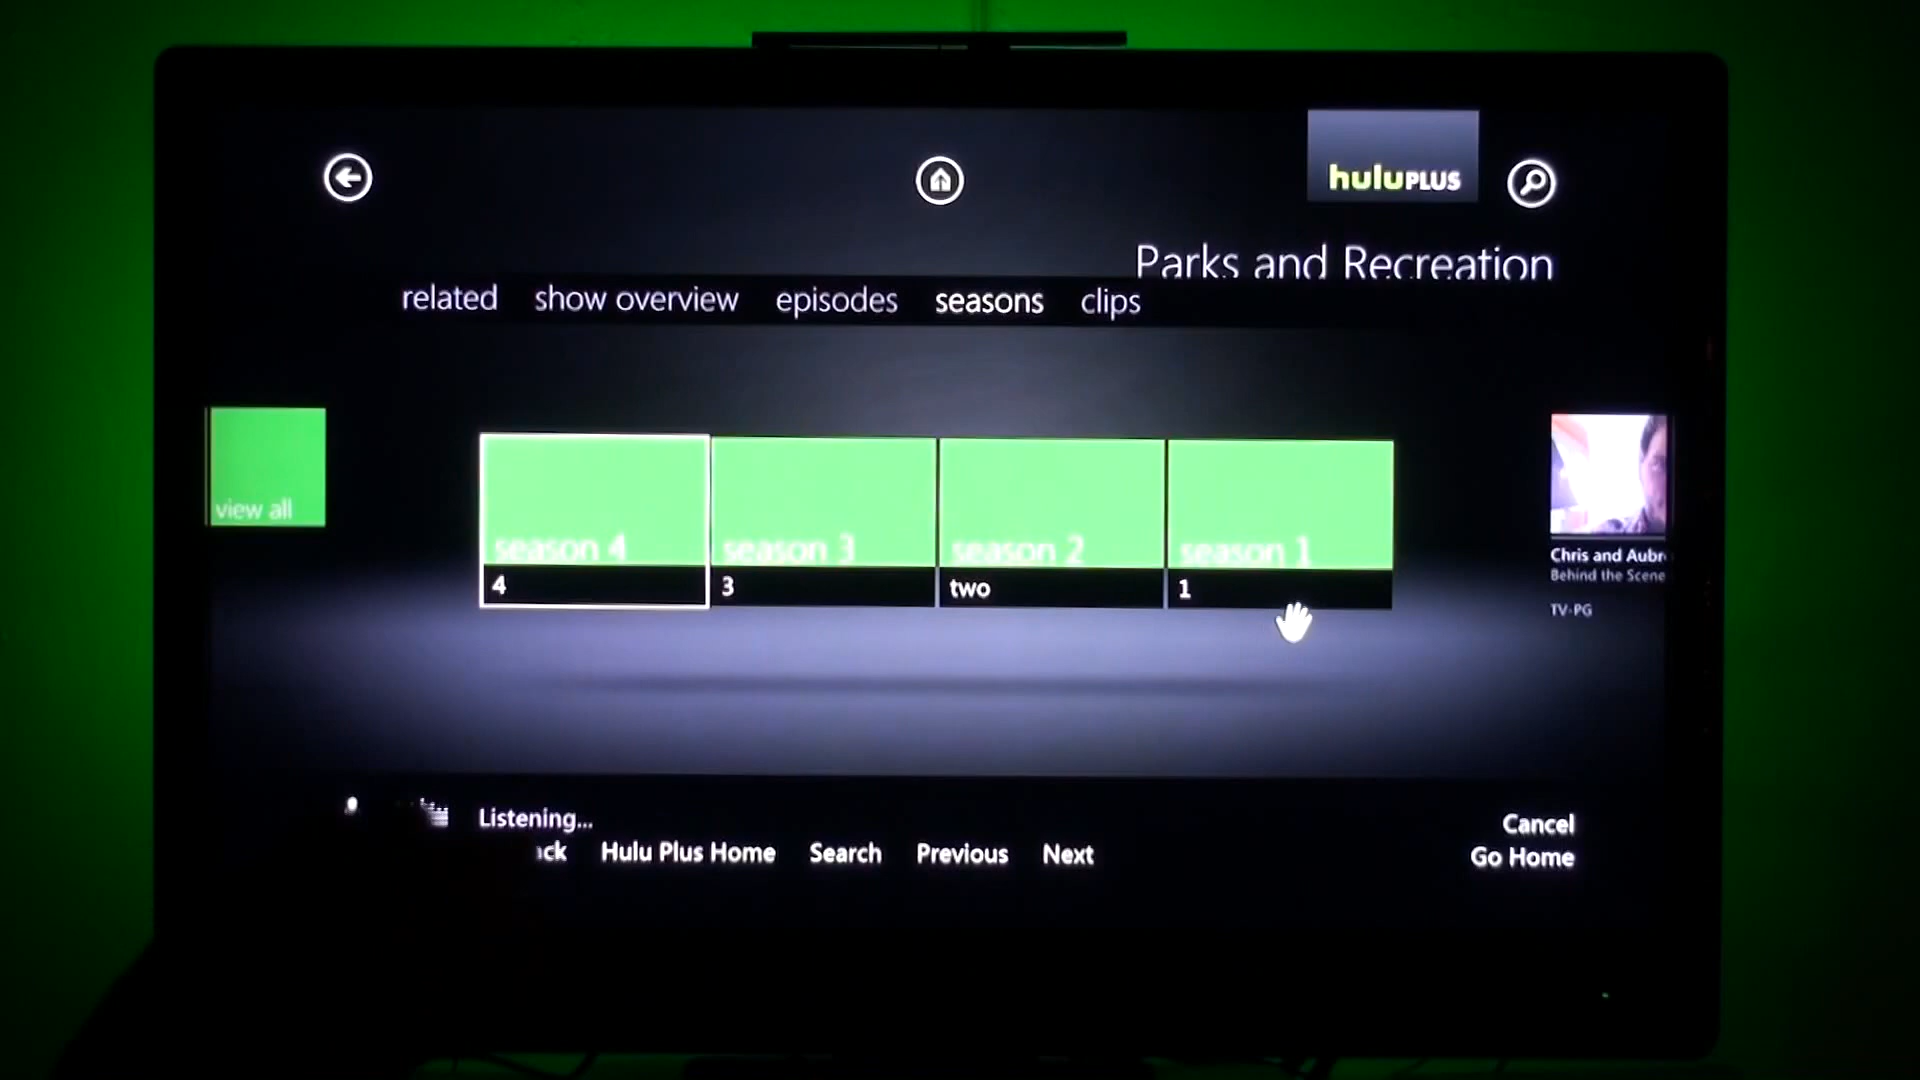 huluPLUS
Parks and Recreation
related show overview episodes seasons clips
view all
season 4 season 3 season 2 season 1
4 3 two 1
Chris and Aubr
Behind the Scene
TV-PG
Listening...
Cancel
ck Hulu Plus Home Search Previous Next
Go Home